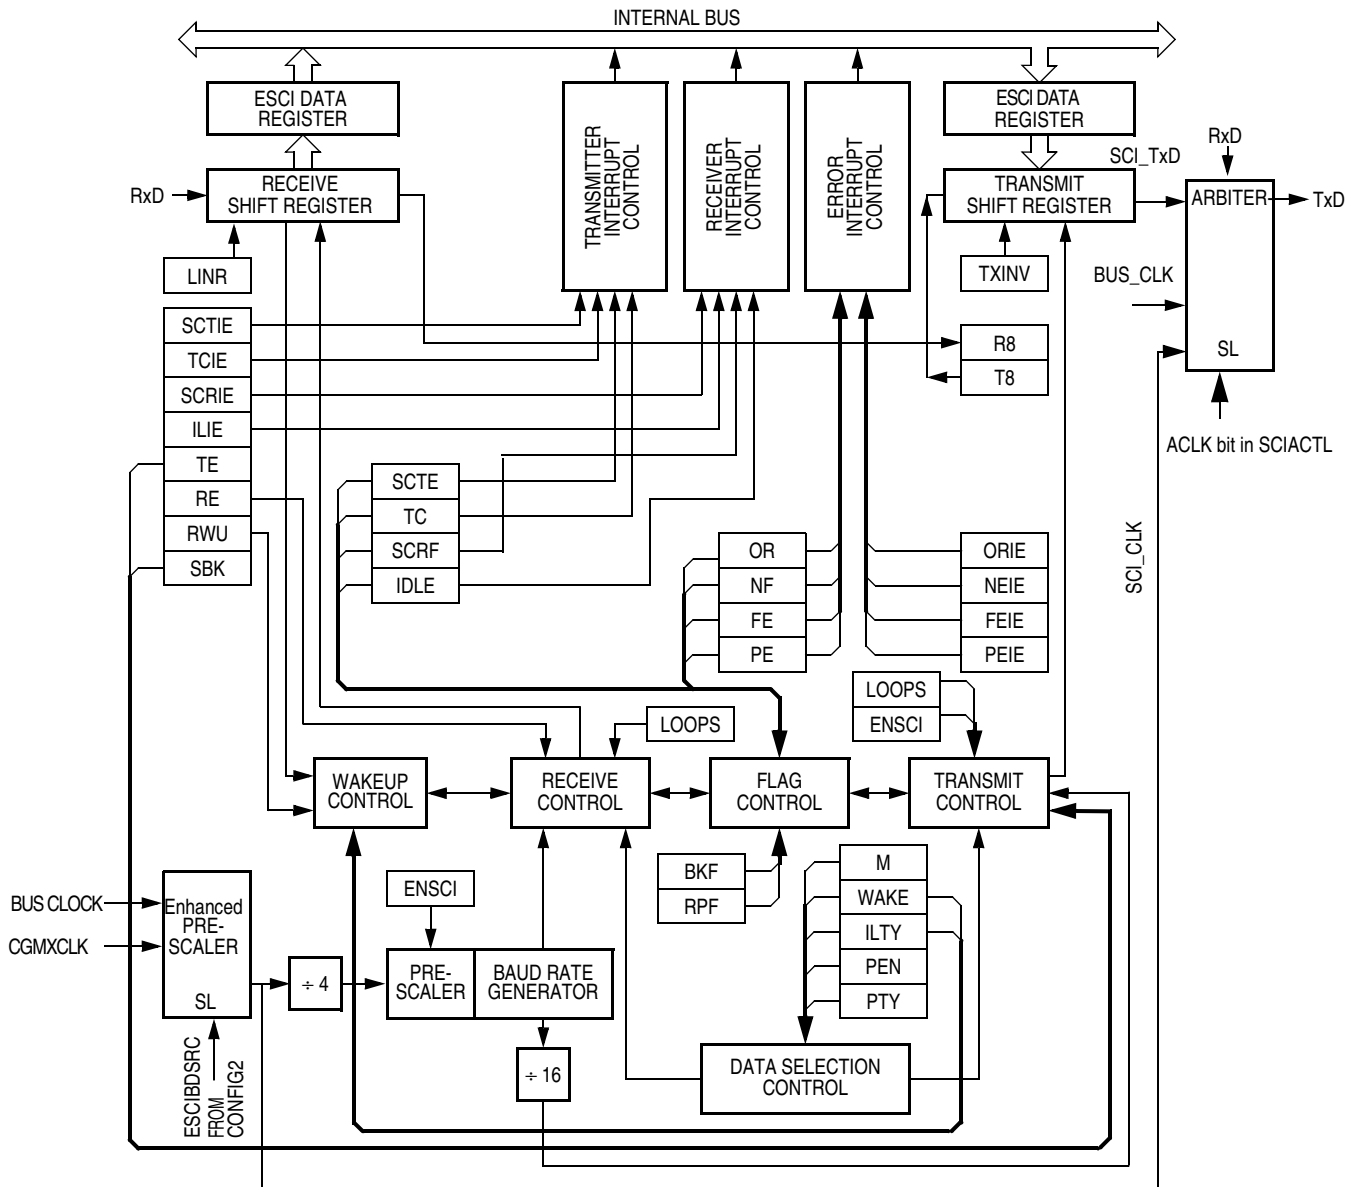 INTERNAL BUS
ESCI DATA
REGISTER
RECEIVE
SHIFT REGISTER
RxD
LINR
SCTIE
TCIE
SCRIE
ILIE
TE
RE
RWU
SBK
TRANSMITTER
INTERRUPT
CONTROL
RECEIVER
INTERRUPT
CONTROL
ERROR
INTERRUPT
CONTROL
ESCI DATA
REGISTER
SCI_TxD
TRANSMIT
SHIFT REGISTER
TXINV
R8
T8
RxD
ARBITER
TxD
BUS_CLK
SL
ACLK bit in SCIACTL
SCI_CLK
SCTE
TC
SCRF
IDLE
OR
NF
FE
PE
ORIE
NEIE
FEIE
PEIE
LOOPS
LOOPS
ENSCI
WAKEUP
CONTROL
RECEIVE
CONTROL
FLAG
CONTROL
TRANSMIT
CONTROL
BKF
RPF
M
WAKE
ILTY
PEN
PTY
BUS CLOCK
CGMXCLK
Enhanced
PRE-
SCALER
SL
ESCIBDSRC
FROM
CONFIG2
÷ 4
ENSCI
PRE-
SCALER
BAUD RATE
GENERATOR
÷ 16
DATA SELECTION
CONTROL